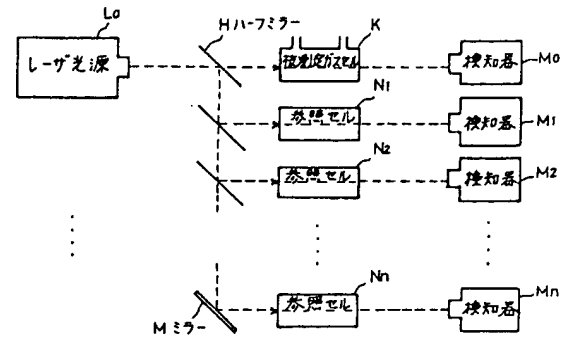 La
レーザ光源
H ハーフミラー
K
被測定ガスセル
検知器
M0
N1
参照セル
検知器
M1
N2
参照セル
検知器
M2
Nn
参照セル
検知器
Mn
M ミラー